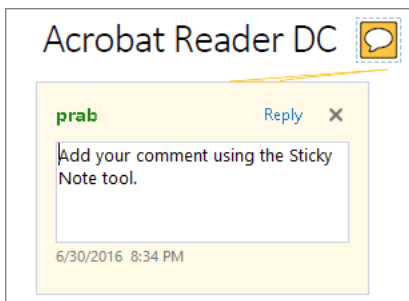 Acrobat Reader DC
prab Reply
Add your comment using the Sticky
Note tool.
6/30/2016 8:34 PM